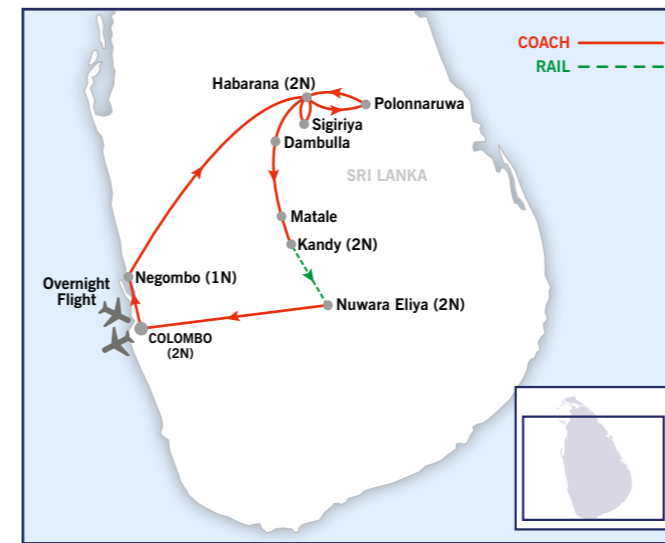 COACH
RAIL
Habarana (2N)
Polonnaruwa
Sigiriya
Dambulla
SRI LANKA
Matale
Kandy (2N)
Negombo (1N)
Overnight
Flight
Nuwara Eliya (2N)
COLOMBO
(2N)